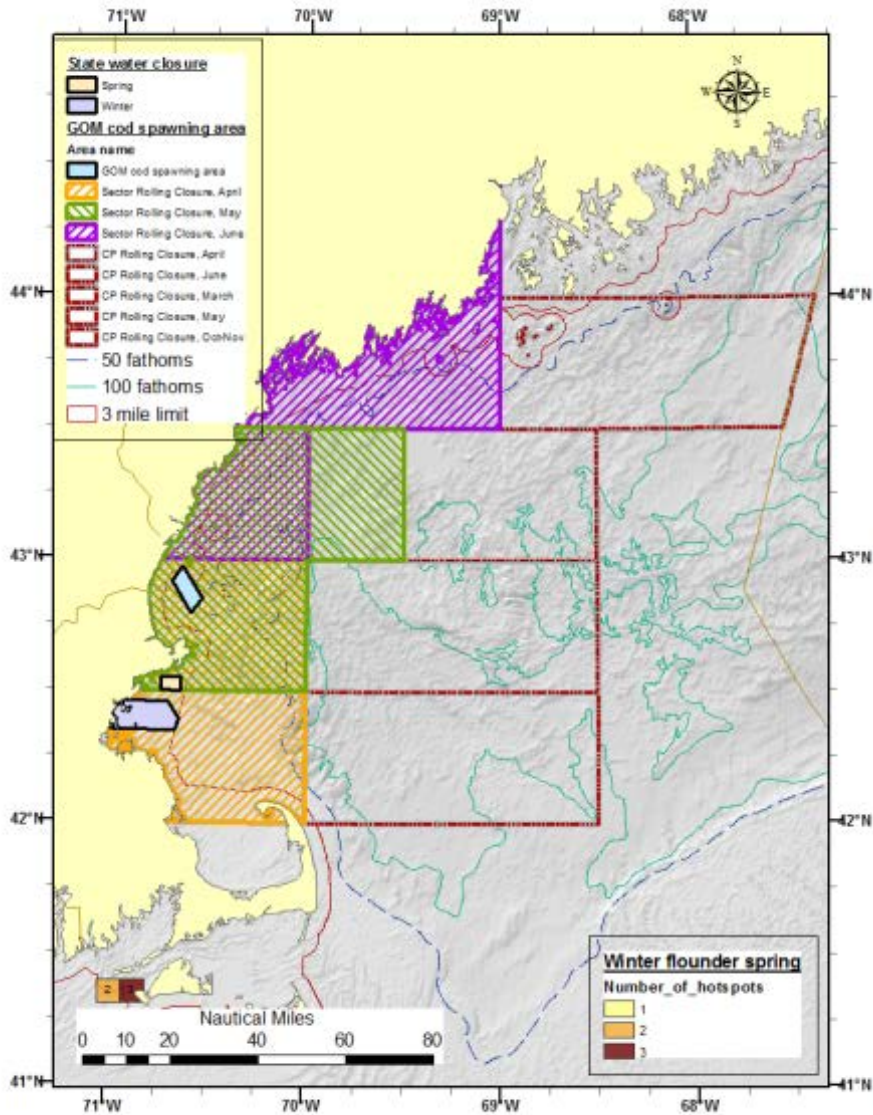 71°W 70°W 69°W 68°W
State water closure
Spring
Winter
GOM cod spawning area
Area name
GOM cod spawning area
Sector Rolling Closure, April
Sector Rolling Closure, May
Sector Rolling Closure, June
CP Rolling Closure, April
CP Rolling Closure, June
CP Rolling Closure, March
CP Rolling Closure, May
CP Rolling Closure, Oct-Nov
50 fathoms
100 fathoms
3 mile limit
N
W E
S
44°N 44°N
43°N 43°N
42°N 42°N
2 3
Nautical Miles
0 5 10 20 40 60 80
Winter flounder spring
Number_of_hotspots
1
2
3
41°N 41°N
71°W 70°W 69°W 68°W